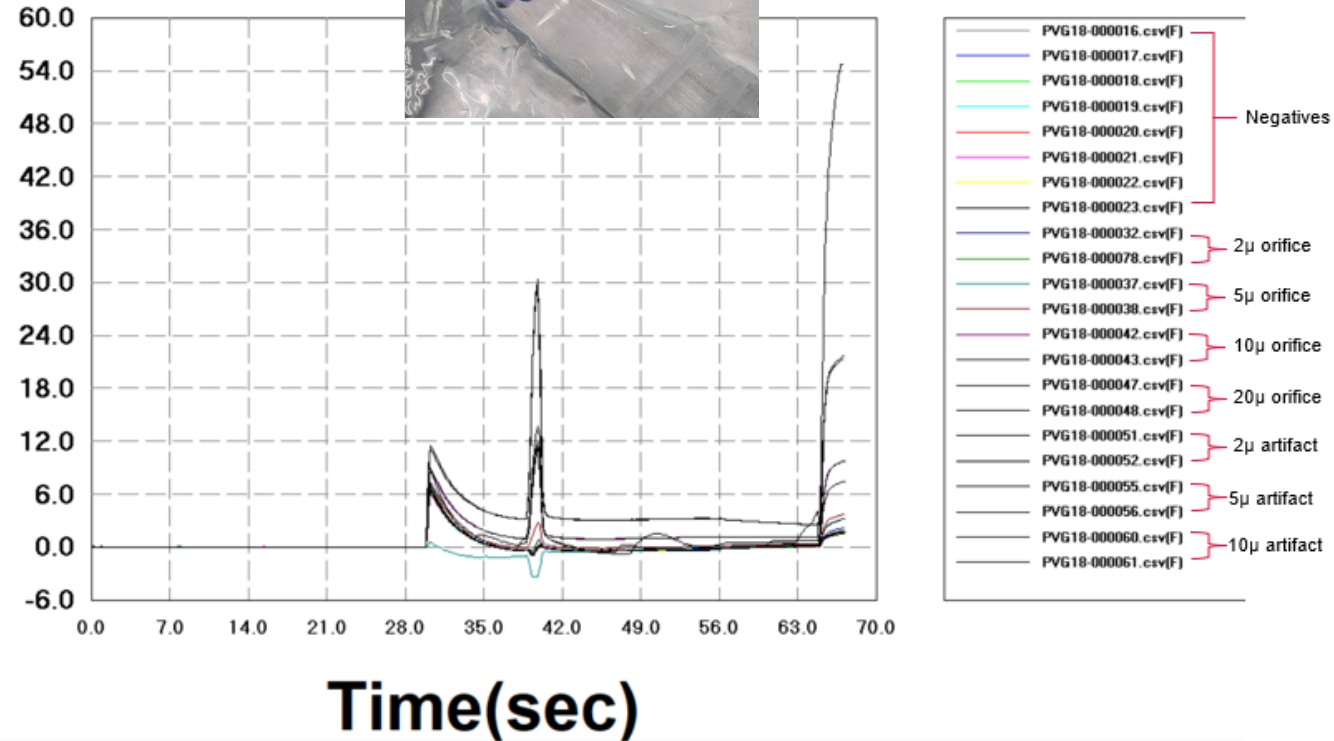 60.0
54.0
48.0
42.0
36.0
30.0
24.0
18.0
12.0
6.0
0.0
-6.0
0.0 7.0 14.0 21.0 28.0 35.0 42.0 49.0 56.0 63.0 70.0
Time(sec)
PVG18-000016.csv(F)
PVG18-000017.csv(F)
PVG18-000018.csv(F)
PVG18-000019.csv(F)
PVG18-000020.csv(F)
PVG18-000021.csv(F)
PVG18-000022.csv(F)
PVG18-000023.csv(F)
Negatives
PVG18-000032.csv(F)
PVG18-000078.csv(F)
2µ orifice
PVG18-000037.csv(F)
PVG18-000038.csv(F)
5µ orifice
PVG18-000042.csv(F)
PVG18-000043.csv(F)
10µ orifice
PVG18-000047.csv(F)
PVG18-000048.csv(F)
20µ orifice
PVG18-000051.csv(F)
PVG18-000052.csv(F)
2µ artifact
PVG18-000055.csv(F)
PVG18-000056.csv(F)
5µ artifact
PVG18-000060.csv(F)
PVG18-000061.csv(F)
10µ artifact